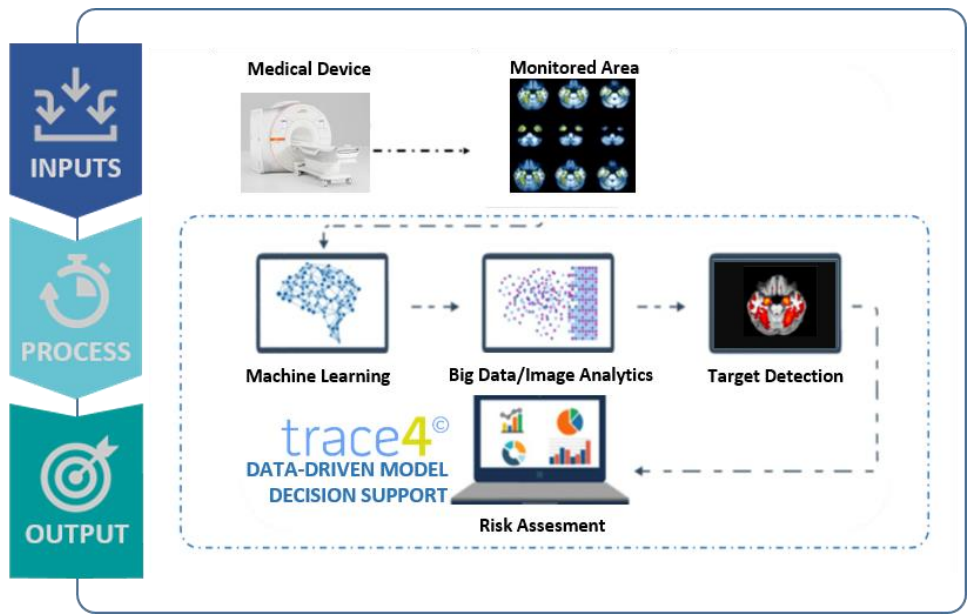 INPUTS
Medical Device
Monitored Area
PROCESS
Machine Learning
Big Data/Image Analytics
Target Detection
OUTPUT
trace4©
DATA-DRIVEN MODEL
DECISION SUPPORT
Risk Assesment